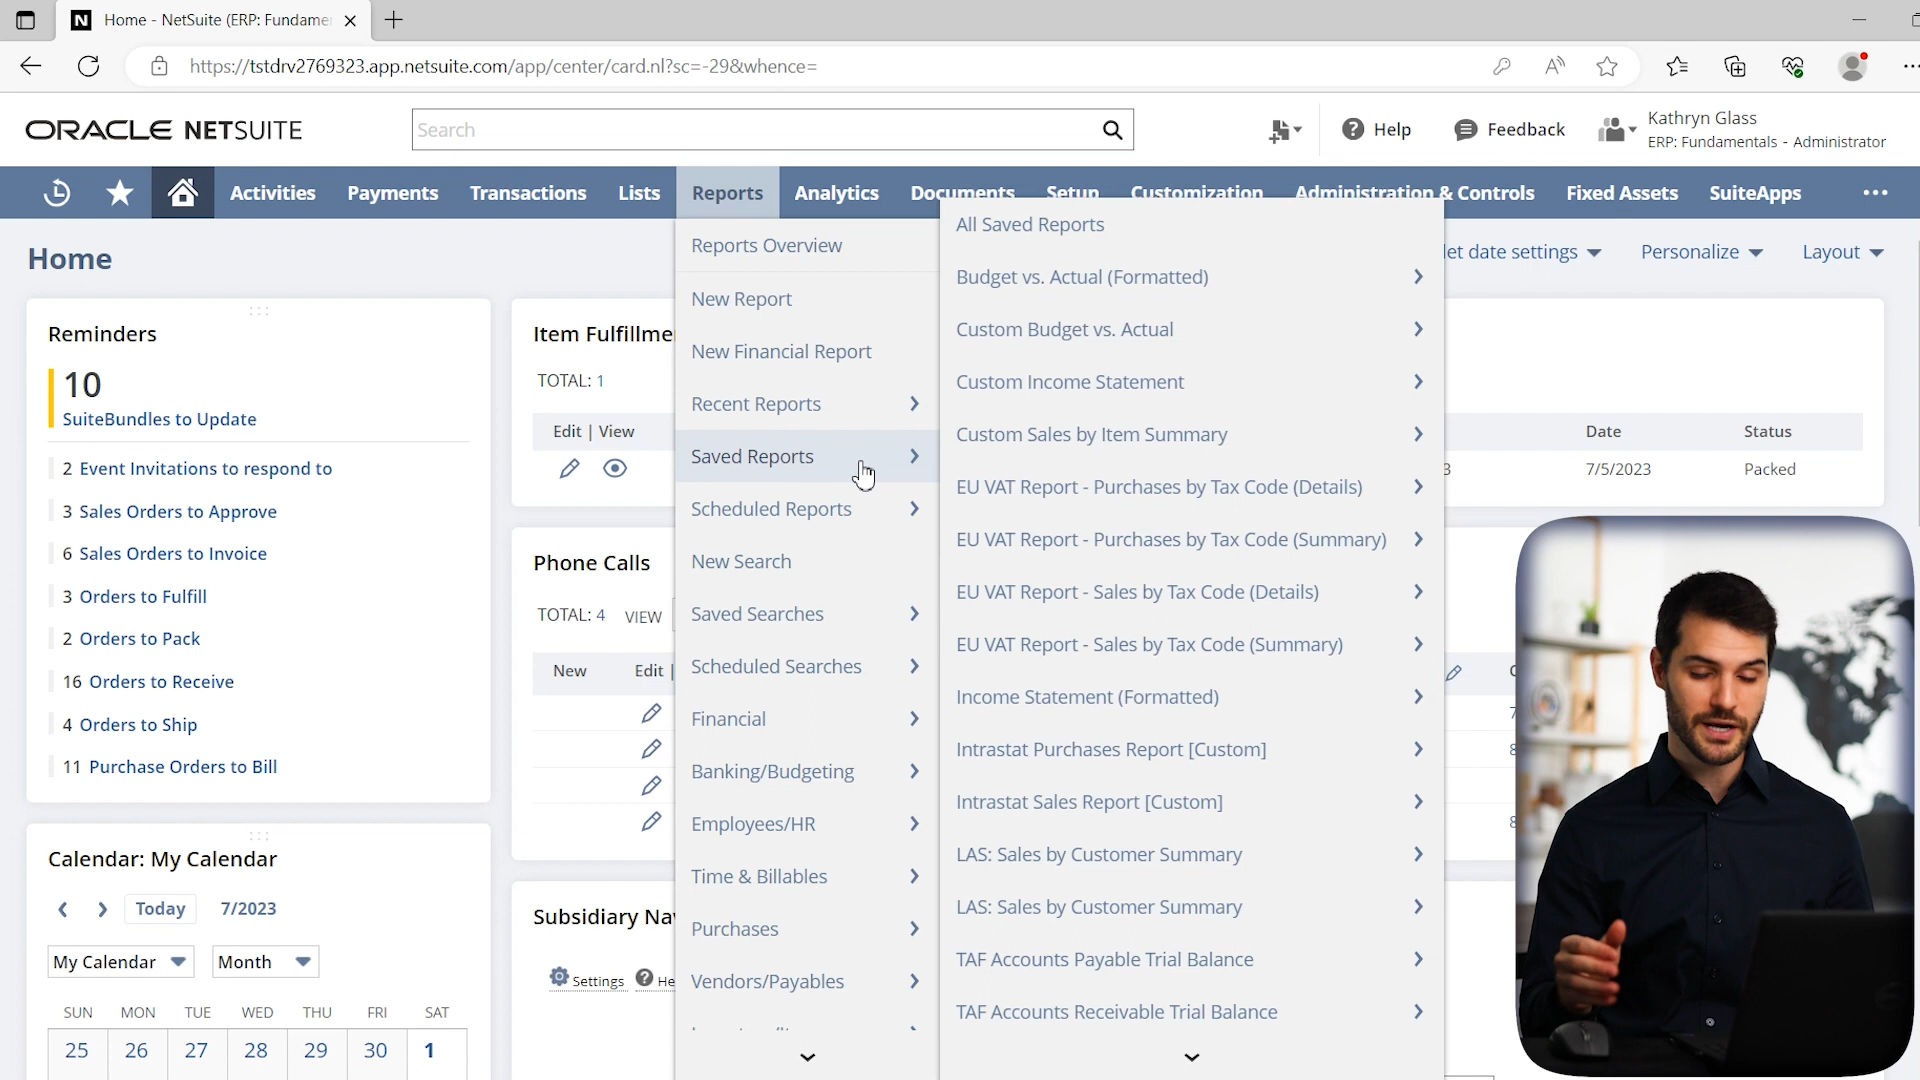 Home - NetSuite (ERP: Fundame
https://tstdrv2769323.app.netsuite.com/app/center/card.nl?sc=-29&whence=
ORACLE NETSUITE
Search
Help
Feedback
Kathryn Glass
ERP: Fundamentals - Administrator
Activities
Payments
Transactions
Lists
Reports
Analytics
Documents
Setup
Customization
Administration & Controls
Fixed Assets
SuiteApps
Home
let date settings
Personalize
Layout
Reminders
10
SuiteBundles to Update
2 Event Invitations to respond to
3 Sales Orders to Approve
6 Sales Orders to Invoice
3 Orders to Fulfill
2 Orders to Pack
16 Orders to Receive
4 Orders to Ship
11 Purchase Orders to Bill
Calendar: My Calendar
Today
7/2023
My Calendar
Month
SUN MON TUE WED THU FRI SAT
25 26 27 28 29 30 1
Item Fulfillme
TOTAL: 1
Edit | View
Date
Status
3
7/5/2023
Packed
Phone Calls
TOTAL: 4
VIEW
New
Edit |
Subsidiary Na
Settings
He
Reports Overview
New Report
New Financial Report
Recent Reports
Saved Reports
Scheduled Reports
New Search
Saved Searches
Scheduled Searches
Financial
Banking/Budgeting
Employees/HR
Time & Billables
Purchases
Vendors/Payables
All Saved Reports
Budget vs. Actual (Formatted)
Custom Budget vs. Actual
Custom Income Statement
Custom Sales by Item Summary
EU VAT Report - Purchases by Tax Code (Details)
EU VAT Report - Purchases by Tax Code (Summary)
EU VAT Report - Sales by Tax Code (Details)
EU VAT Report - Sales by Tax Code (Summary)
Income Statement (Formatted)
Intrastat Purchases Report [Custom]
Intrastat Sales Report [Custom]
LAS: Sales by Customer Summary
LAS: Sales by Customer Summary
TAF Accounts Payable Trial Balance
TAF Accounts Receivable Trial Balance